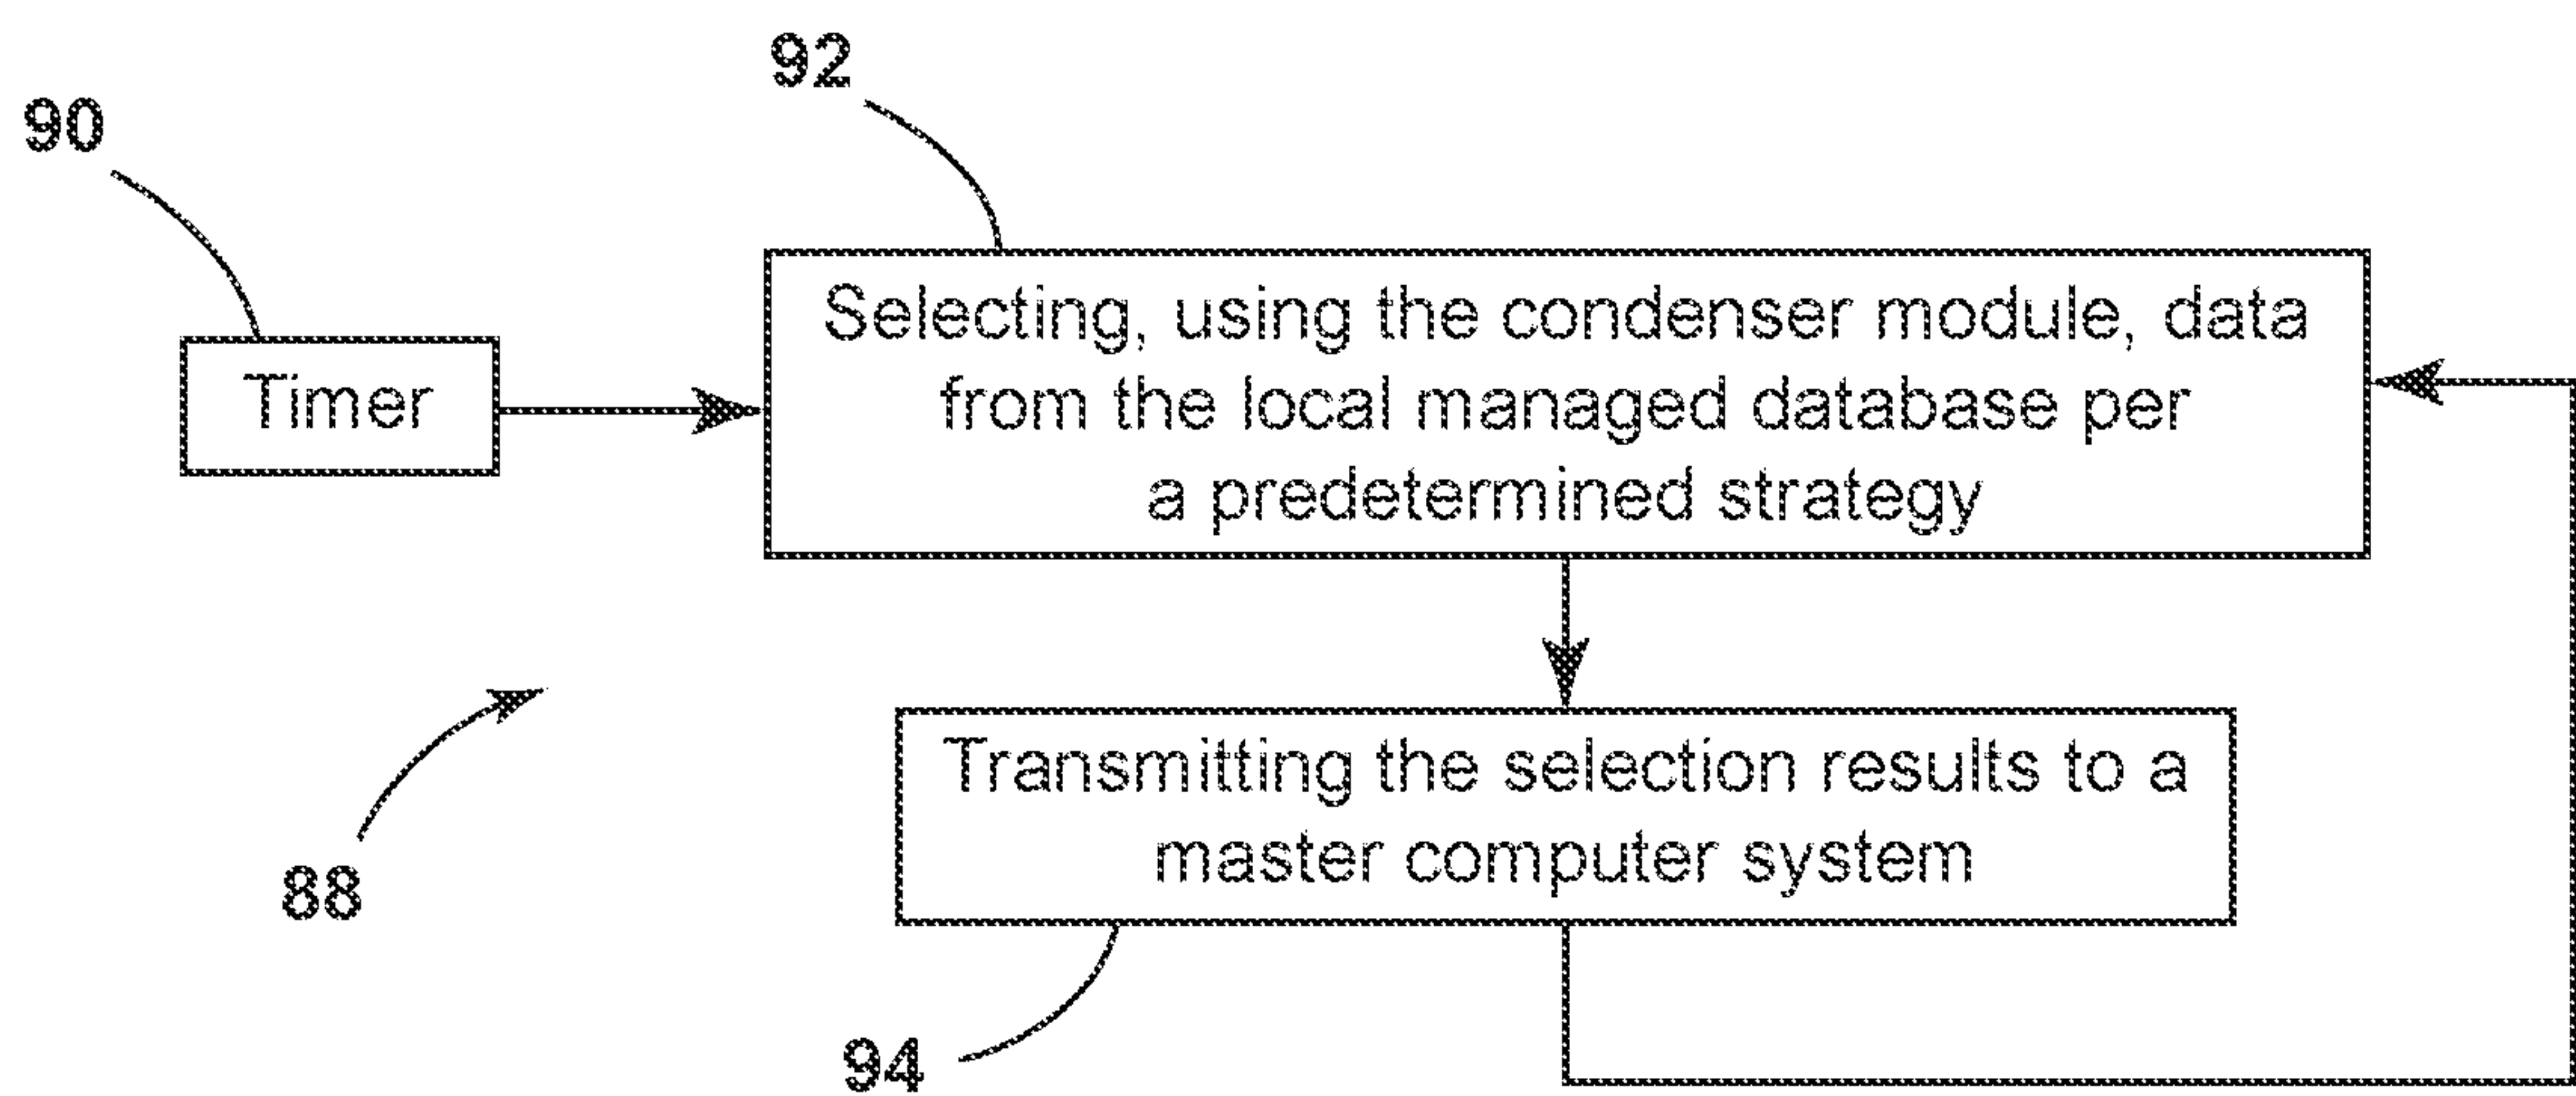 92
90
Selecting, using the condenser module, data
from the local managed database per
a predetermined strategy
Timer
Transmitting the selection results to a
master computer system
88
94